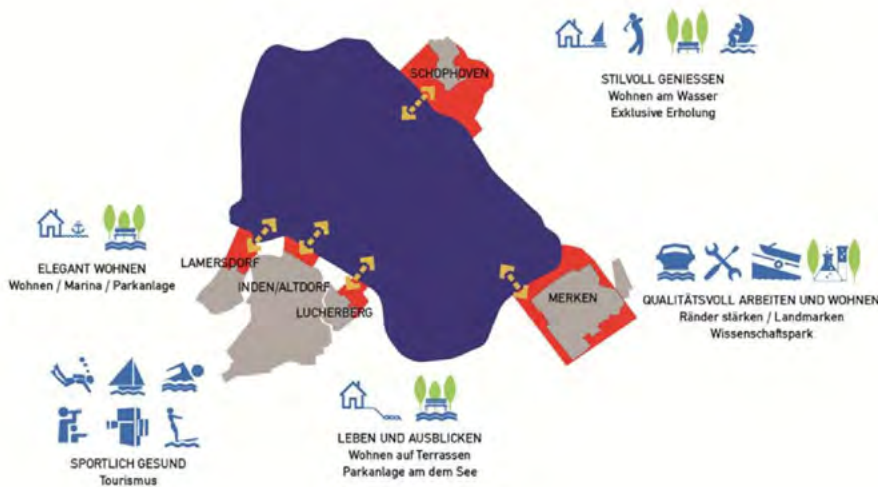 SCHOPHOVEN
STILVOLL GENIESSEN
Wohnen am Wasser
Exklusive Erholung
ELEGANT WOHNEN
Wohnen / Marina / Parkanlage
LAMERSDORF
INDEN/ALTDORF
LUCHERBERG
MERKEN
QUALITÄTSVOLL ARBEITEN UND WOHNEN
Ränder stärken / Landmarken
Wissenschaftspark
SPORTLICH GESUND
Tourismus
LEBEN UND AUSBLICKEN
Wohnen auf Terrassen
Parkanlage am dem See